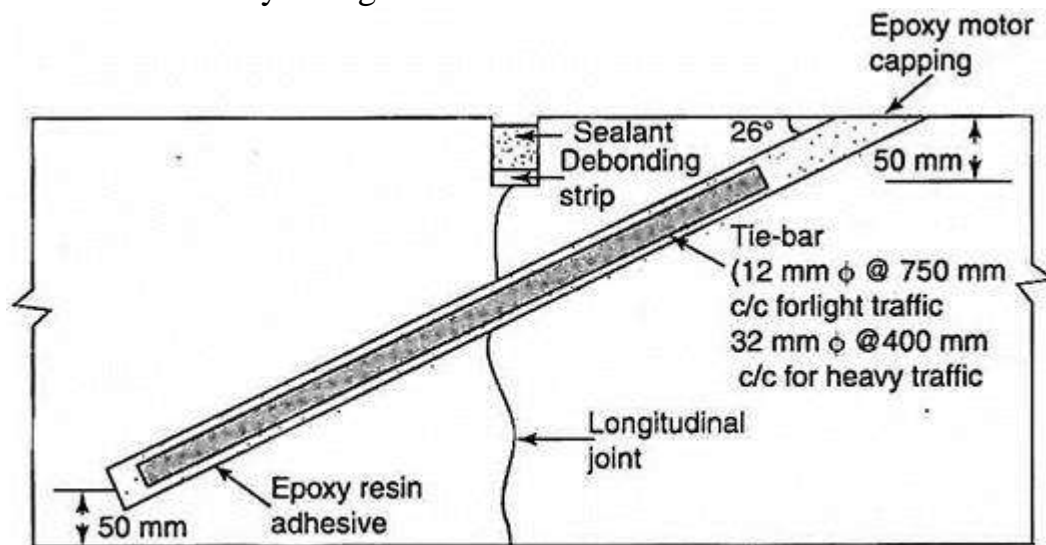 Epoxy motor
capping
Sealant
Debonding
strip
26°
50 mm
Tie-bar
(12 mm ϕ @ 750 mm
c/c forlight traffic
32 mm ϕ @400 mm
c/c for heavy traffic
Longitudinal
joint
Epoxy resin
adhesive
50 mm